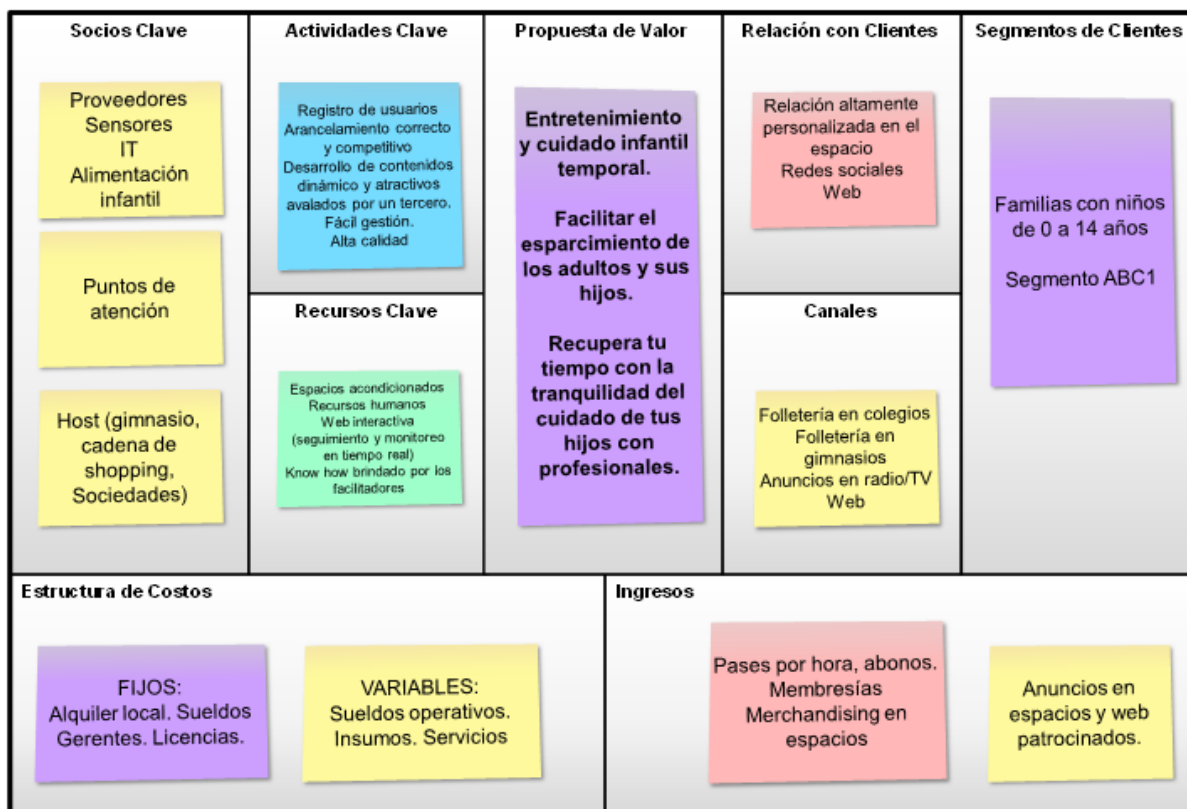 Socios Clave
Proveedores
Sensores
IT
Alimentación
infantil
Puntos de
atención
Host (gimnasio,
cadena de
shopping,
Sociedades)
Actividades Clave
Registro de usuarios
Arancelamiento correcto
y competitivo
Desarrollo de contenidos
dinámico y atractivos
avalados por un tercero.
Fácil gestión.
Alta calidad
Recursos Clave
Espacios acondicionados
Recursos humanos
Web interactiva
(seguimiento y monitoreo
en tiempo real)
Know how brindado por los
facilitadores
Propuesta de Valor
Entretenimiento
y cuidado infantil
temporal.
Facilitar el
esparcimiento de
los adultos y sus
hijos.
Recupera tu
tiempo con la
tranquilidad del
cuidado de tus
hijos con
profesionales.
Relación con Clientes
Relación altamente
personalizada en el
espacio
Redes sociales
Web
Canales
Folletería en colegios
Folletería en
gimnasios
Anuncios en radio/TV
Web
Segmentos de Clientes
Familias con niños
de 0 a 14 años
Segmento ABC1
Estructura de Costos
FIJOS:
Alquiler local. Sueldos
Gerentes. Licencias.
VARIABLES:
Sueldos operativos.
Insumos. Servicios
Ingresos
Pases por hora, abonos.
Membresías
Merchandising en
espacios
Anuncios en
espacios y web
patrocinados.